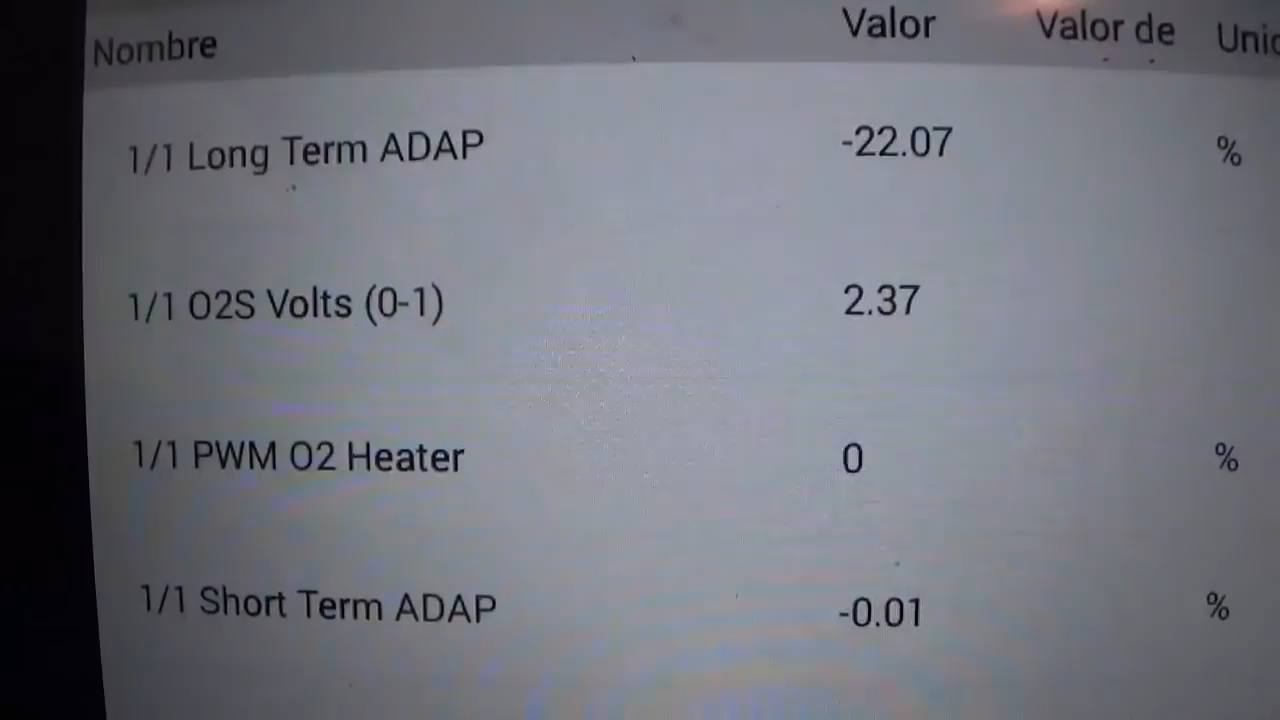 Nombre Valor Valor de
1/1 Long Term ADAP -22.07 %
1/1 O2S Volts (0-1) 2.37
1/1 PWM O2 Heater 0 %
1/1 Short Term ADAP -0.01 %